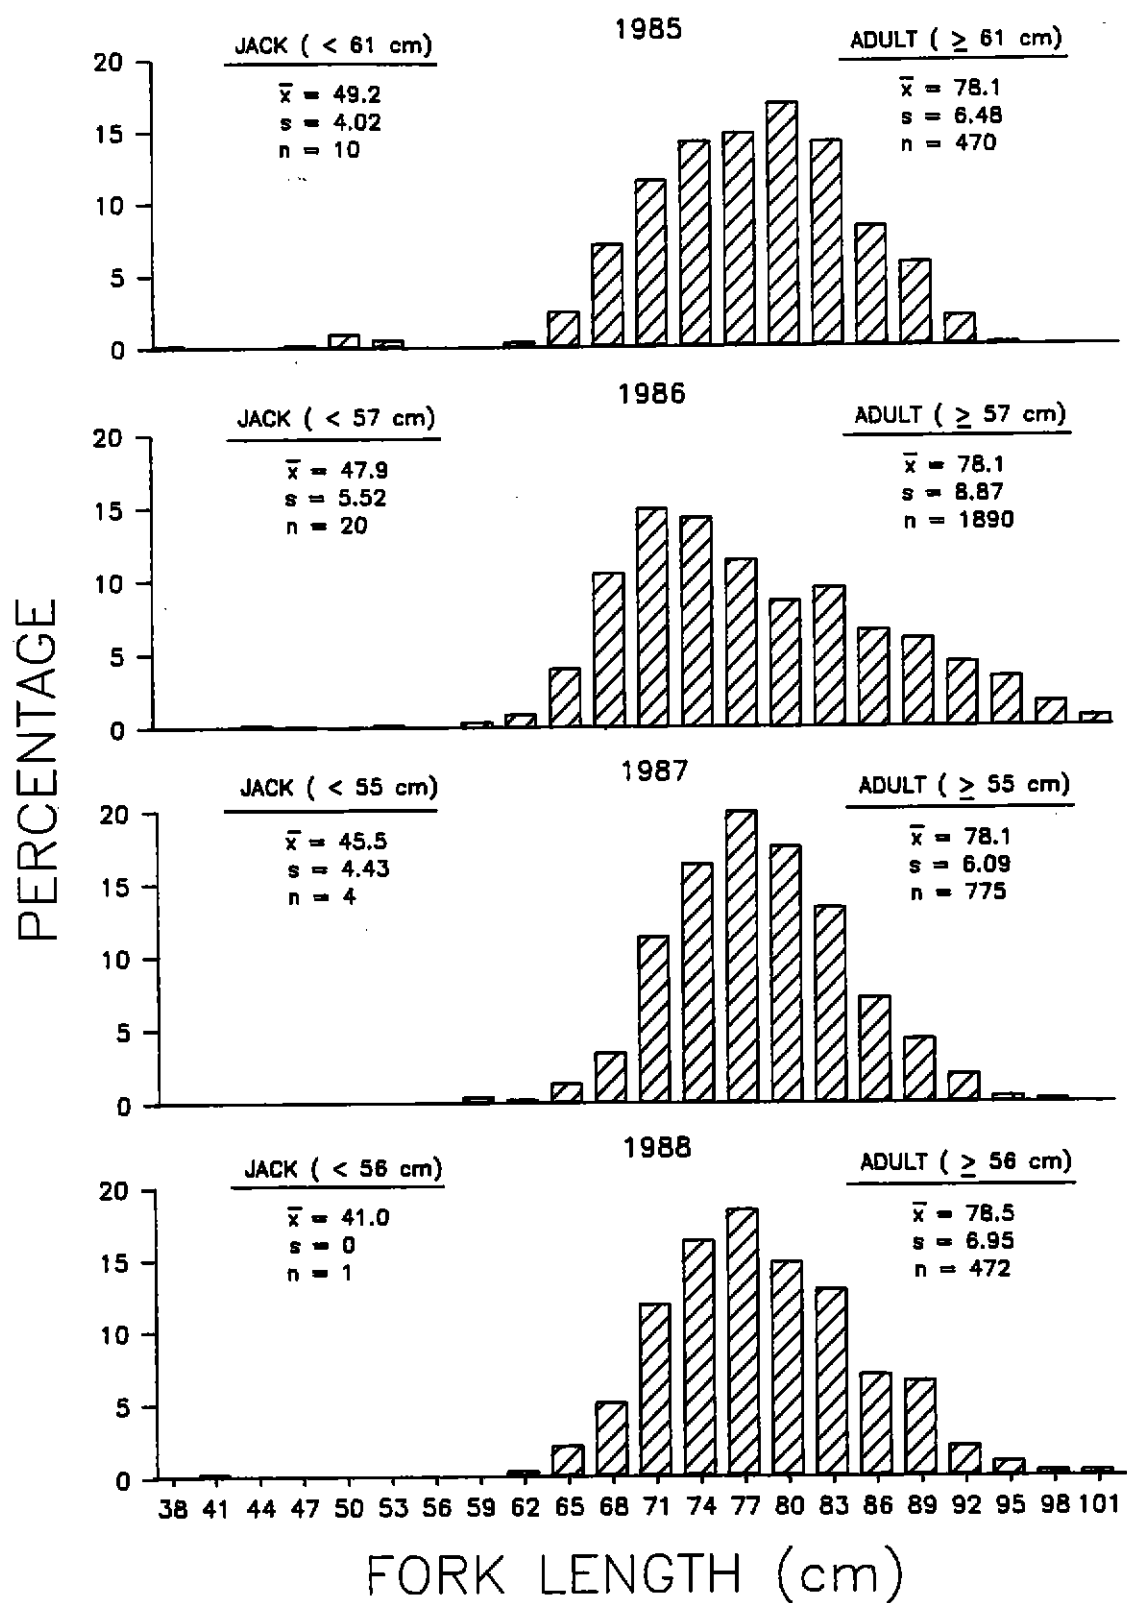 1985
JACK ( < 61 cm)
x̄ = 49.2
s = 4.02
n = 10
ADULT ( ≥ 61 cm)
x̄ = 78.1
s = 6.48
n = 470
20
15
10
5
0
1986
JACK ( < 57 cm)
x̄ = 47.9
s = 5.52
n = 20
ADULT ( ≥ 57 cm)
x̄ = 78.1
s = 8.87
n = 1890
20
15
10
5
0
PERCENTAGE
1987
JACK ( < 55 cm)
x̄ = 45.5
s = 4.43
n = 4
ADULT ( ≥ 55 cm)
x̄ = 78.1
s = 6.09
n = 775
20
15
10
5
0
1988
JACK ( < 56 cm)
x̄ = 41.0
s = 0
n = 1
ADULT ( ≥ 56 cm)
x̄ = 78.5
s = 6.95
n = 472
20
15
10
5
0
38 41 44 47 50 53 56 59 62 65 68 71 74 77 80 83 86 89 92 95 98 101
FORK LENGTH (cm)